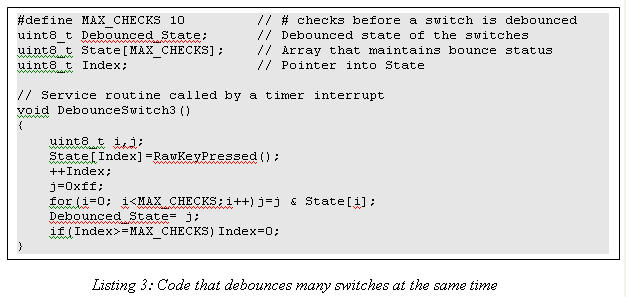 #define MAX_CHECKS 10 // # checks before a switch is debounced
uint8_t Debounced_State; // Debounced state of the switches
uint8_t State[MAX_CHECKS]; // Array that maintains bounce status
uint8_t Index; // Pointer into State
// Service routine called by a timer interrupt
void DebounceSwitch3()
{
uint8_t i,j;
State[Index]=RawKeyPressed();
++Index;
j=0xff;
for(i=0; i<MAX_CHECKS;i++)j=j & State[i];
Debounced_State= j;
if(Index>=MAX_CHECKS)Index=0;
}
Listing 3: Code that debounces many switches at the same time